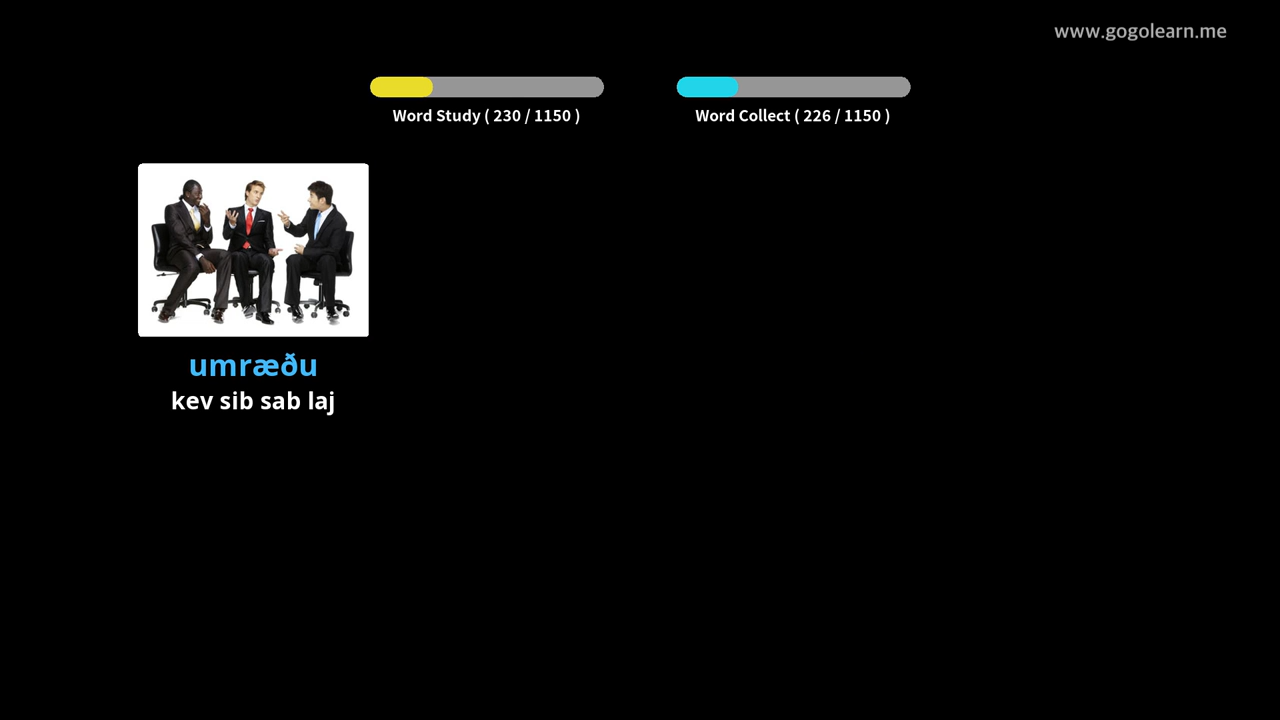 www.gogolearn.me
Word Study ( 230 / 1150 )
Word Collect ( 226 / 1150 )
umræðu
kev sib sab laj